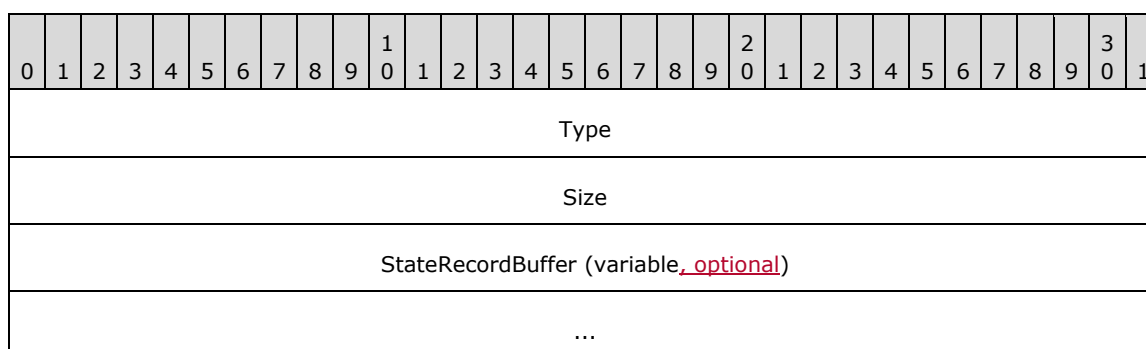 1 2 3
0 1 2 3 4 5 6 7 8 9 0 1 2 3 4 5 6 7 8 9 0 1 2 3 4 5 6 7 8 9 0 1
Type
Size
StateRecordBuffer (variable, optional)
...